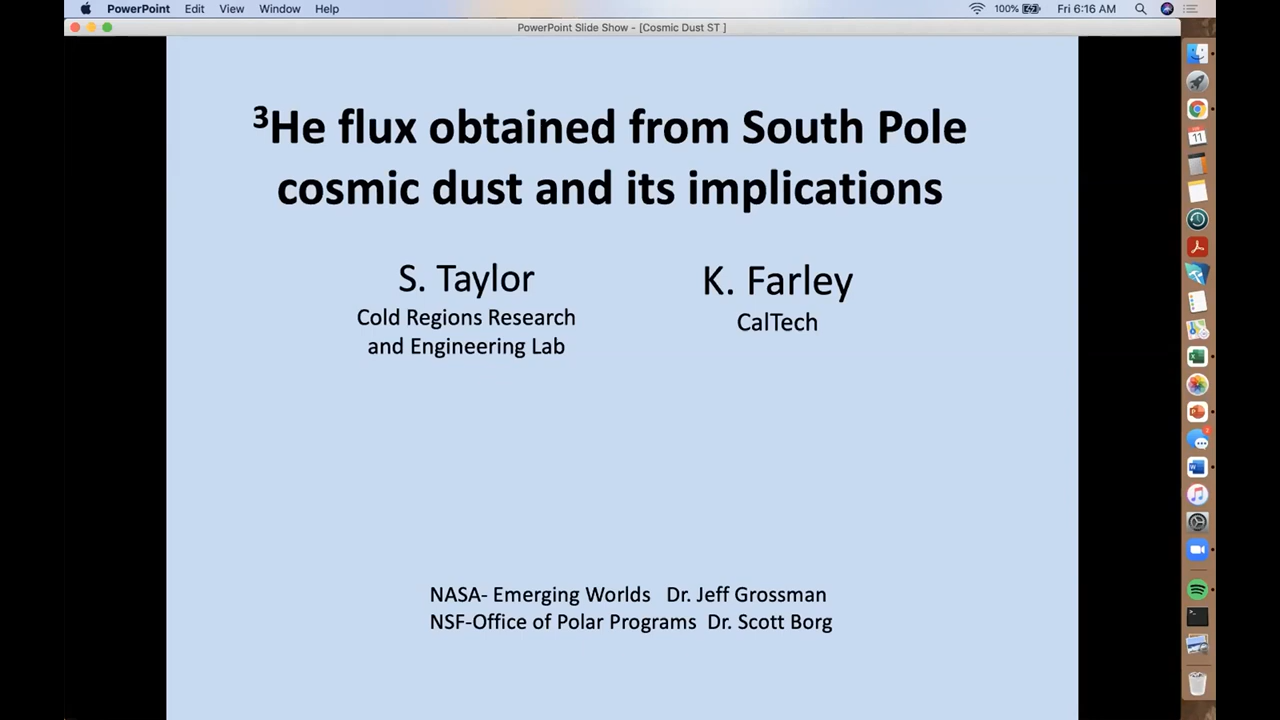 PowerPoint Edit View Window Help 100% Fri 6:16 AM
PowerPoint Slide Show - [Cosmic Dust ST ]
³He flux obtained from South Pole
cosmic dust and its implications
S. Taylor
Cold Regions Research
and Engineering Lab
K. Farley
CalTech
NASA- Emerging Worlds Dr. Jeff Grossman
NSF-Office of Polar Programs Dr. Scott Borg